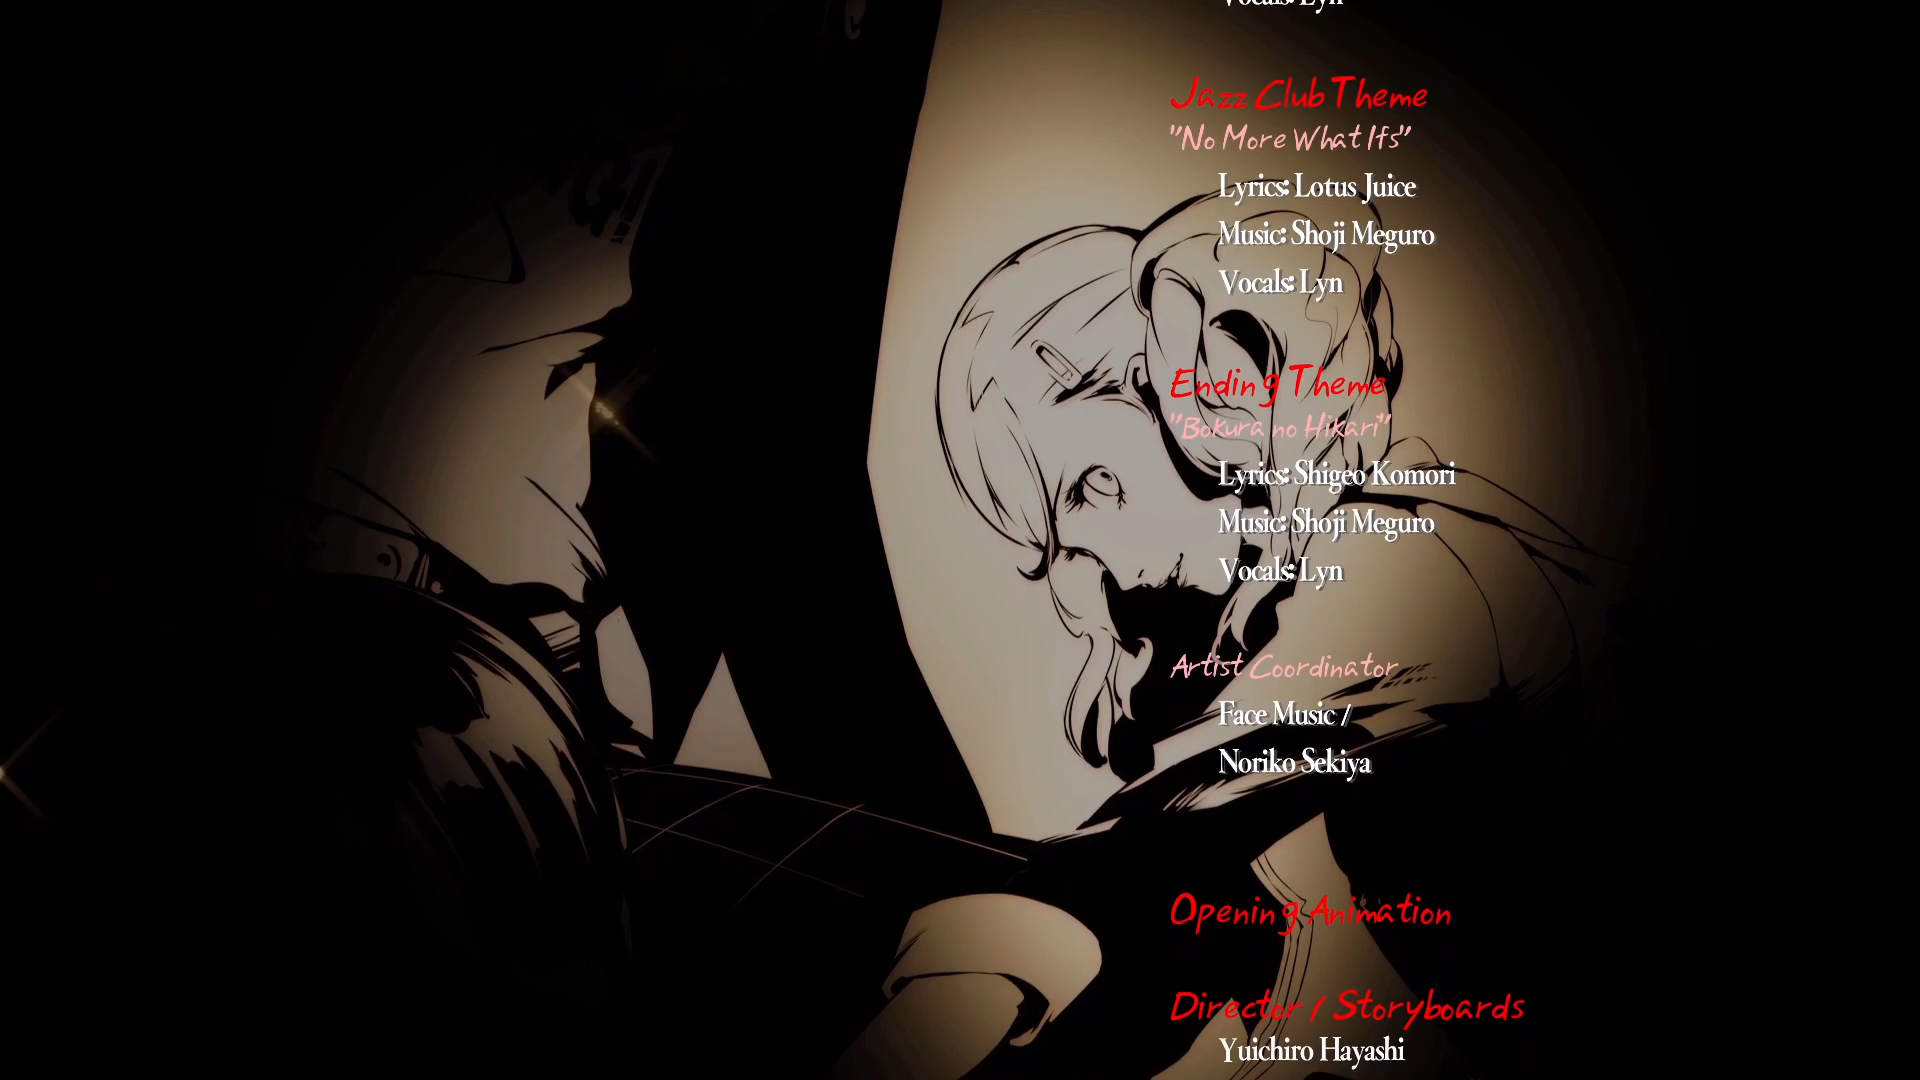 Vocals: Lyn
Jazz Club Theme
"No More What Ifs"
Lyrics: Lotus Juice
Music: Shoji Meguro
Vocals: Lyn
Ending Theme
"Bokura no Hikari"
Lyrics: Shigeo Komori
Music: Shoji Meguro
Vocals: Lyn
Artist Coordinator
Face Music /
Noriko Sekiya
Opening Animation
Director / Storyboards
Yuichiro Hayashi